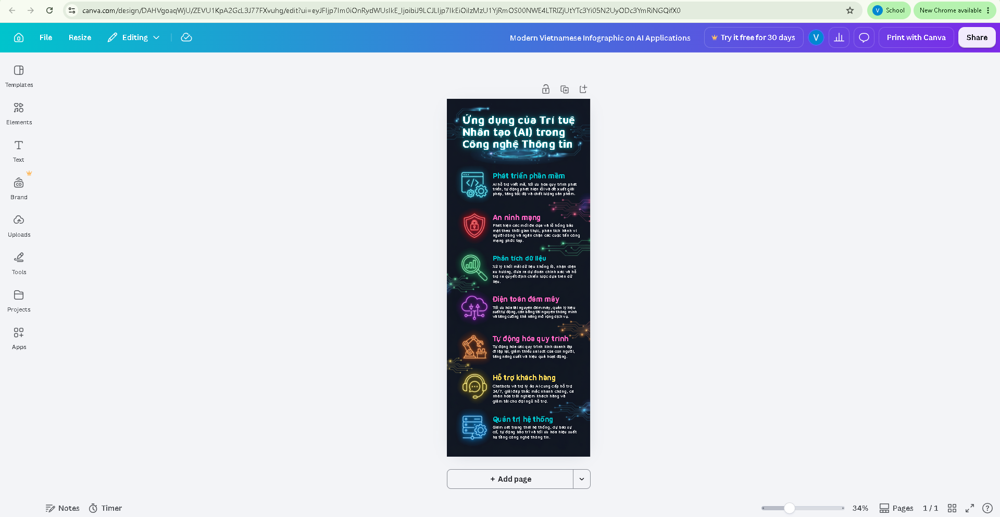 canva.com/design/DAHVgoaqWjU/ZEVU1KpA2GcL3J77FXvuhg/edit?ui=eyJFIjp7Im0iOnRydWUsIkE_IjoibiJ9LCJLIjp7IkEiOiIzMzU1YjRmOS00NWE4LTRlZjUtYTc3Yi05N2UyODc3YmRiNGQifX0
V School
New Chrome available
File
Resize
Editing
Modern Vietnamese Infographic on AI Applications
Try it free for 30 days
V
Print with Canva
Share
Templates
Elements
Text
Brand
Uploads
Tools
Projects
Apps
Ứng dụng của Trí tuệ
Nhân tạo (AI) trong
Công nghệ Thông tin
Phát triển phần mềm
AI hỗ trợ viết mã, tối ưu hóa quy trình phát
triển, tự động phát hiện lỗi và đề xuất giải
pháp, tăng tốc độ và chất lượng sản phẩm.
An ninh mạng
Phát hiện các mối đe dọa và lỗ hổng bảo
mật theo thời gian thực, phân tích hành vi
người dùng và ngăn chặn các cuộc tấn công
mạng phức tạp.
Phân tích dữ liệu
Xử lý khối mãi dữ liệu khổng lồ, nhận diện
xu hướng, đưa ra dự đoán chính xác và hỗ
trợ ra quyết định chiến lược dựa trên dữ
liệu.
Điện toán đám mây
Tối ưu hóa tài nguyên đám mây, quản lý hiệu
suất tự động, cân bằng tài nguyên thông minh
và tăng cường khả năng mở rộng dịch vụ.
Tự động hóa quy trình
Tự động hóa các quy trình kinh doanh lặp
đi lặp lại, giảm thiểu sai sót của con người,
tăng năng suất và hiệu quả hoạt động.
Hỗ trợ khách hàng
Chatbots và trợ lý ảo AI cung cấp hỗ trợ
24/7, giải đáp thắc mắc nhanh chóng, cá
nhân hóa trải nghiệm khách hàng và
giảm tải cho đội ngũ hỗ trợ.
Quản trị hệ thống
Giám sát trạng thái hệ thống, dự báo sự
cố, tự động bảo trì và tối ưu hóa hiệu suất
hạ tầng công nghệ thông tin.
+ Add page
Notes
Timer
34%
Pages
1 / 1